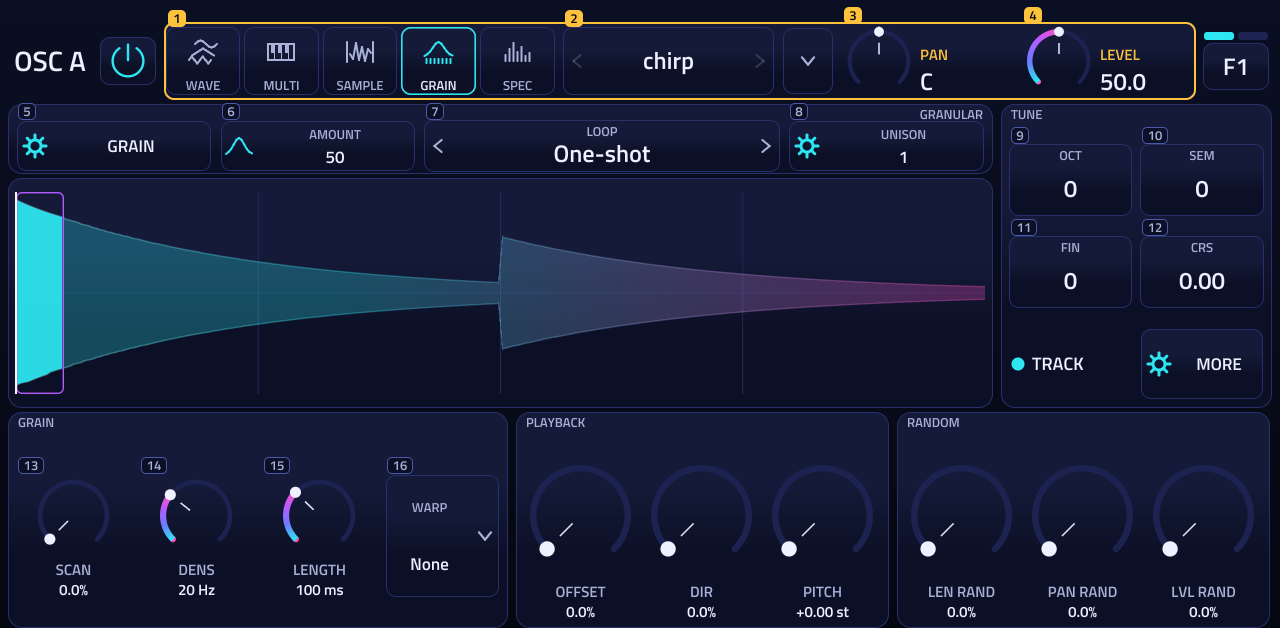 1
2
3
4
OSC A
WAVE
MULTI
SAMPLE
GRAIN
SPEC
chirp
PAN
C
LEVEL
50.0
F1
5
GRAIN
6
AMOUNT
50
7
LOOP
One-shot
8
GRANULAR
UNISON
1
TUNE
9
OCT
0
10
SEM
0
11
FIN
0
12
CRS
0.00
TRACK
MORE
GRAIN
13
SCAN
0.0%
14
DENS
20 Hz
15
LENGTH
100 ms
16
WARP
None
PLAYBACK
OFFSET
0.0%
DIR
0.0%
PITCH
+0.00 st
RANDOM
LEN RAND
0.0%
PAN RAND
0.0%
LVL RAND
0.0%